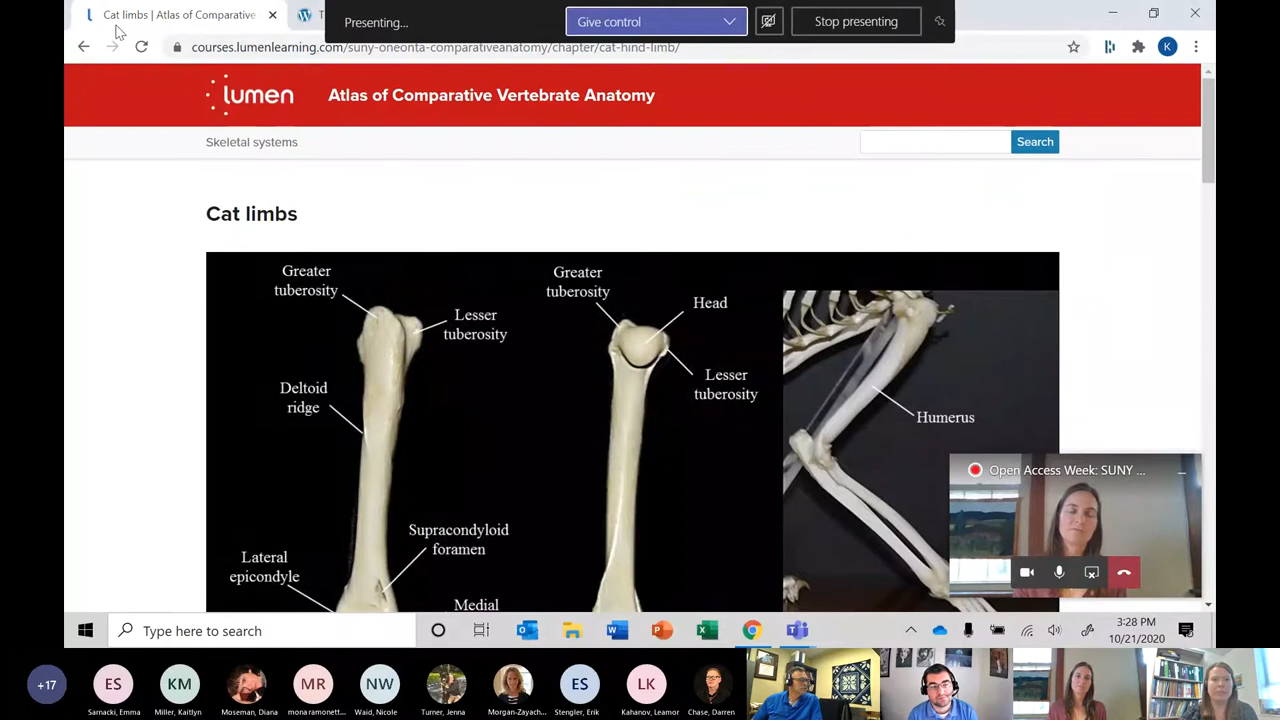 Cat limbs | Atlas of Comparative
Presenting...
Give control
Stop presenting
courses.lumenlearning.com/suny-oneonta-comparativeanatomy/chapter/cat-hind-limb/
K
lumen
Atlas of Comparative Vertebrate Anatomy
Skeletal systems
Search
Cat limbs
Greater
tuberosity
Lesser
tuberosity
Deltoid
ridge
Supracondyloid
foramen
Lateral
epicondyle
Medial
Greater
tuberosity
Head
Lesser
tuberosity
Humerus
Open Access Week: SUNY ...
Type here to search
3:28 PM
10/21/2020
+17
ES
Sarnacki, Emma
KM
Miller, Kaitlyn
Moseman, Diana
MR
mona ramonett...
NW
Waid, Nicole
Turner, Jenna
Morgan-Zayach...
ES
Stengler, Erik
LK
Kahanov, Leamor
Chase, Darren